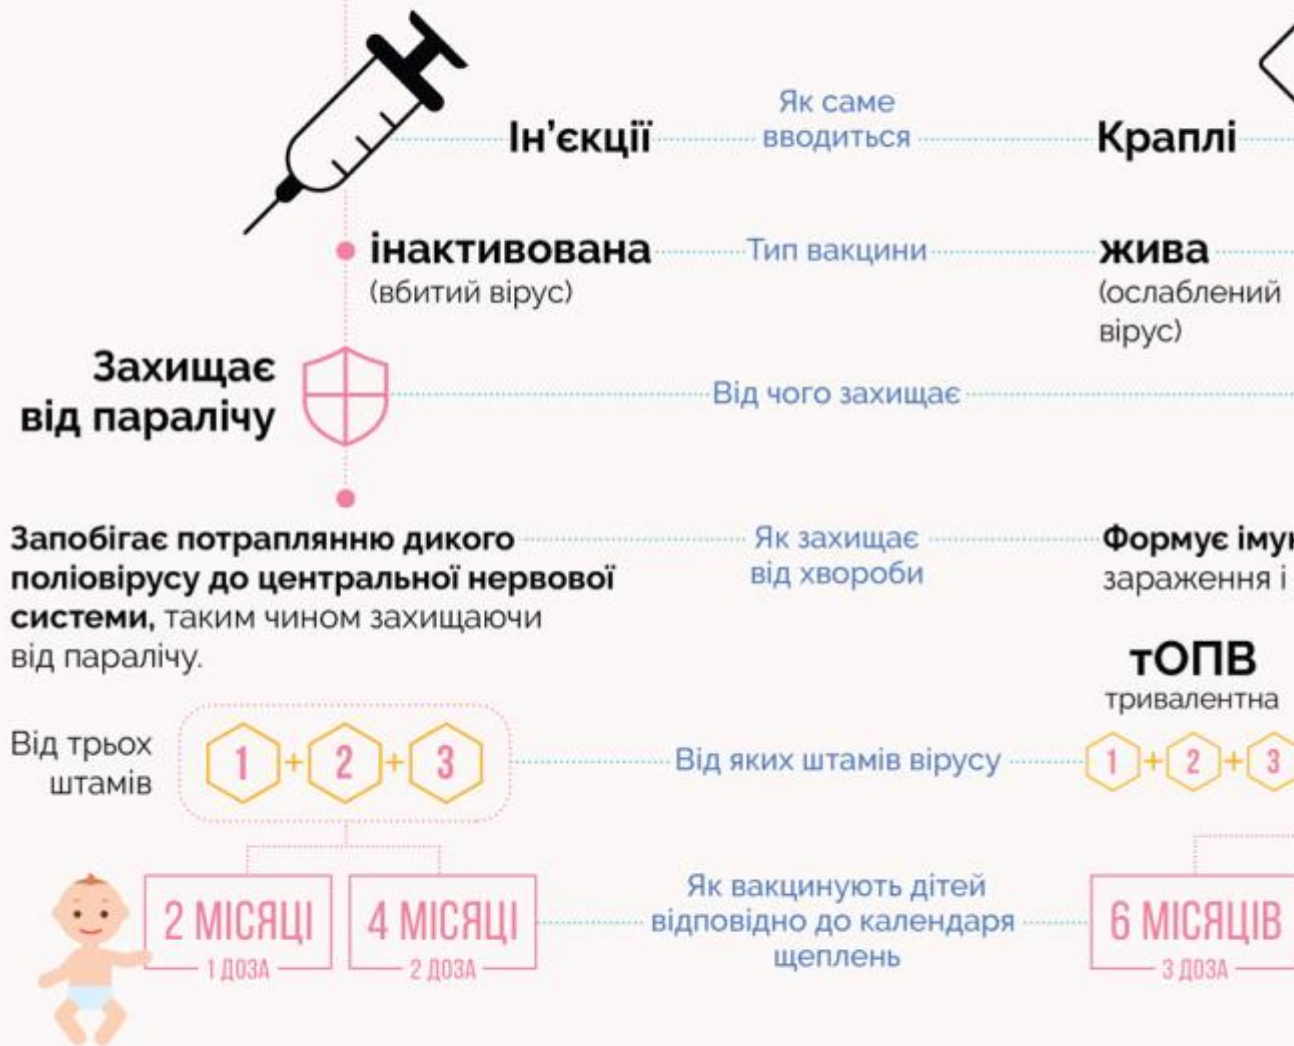 Ін'єкції
Як саме
вводиться
Краплі
інактивована
(вбитий вірус)
Тип вакцини
жива
(ослаблений
вірус)
Захищає
від паралічу
Від чого захищає
Запобігає потраплянню дикого
поліовірусу до центральної нервової
системи, таким чином захищаючи
від паралічу.
Як захищає
від хвороби
Формує
зараження і
тОПВ
тривалентна
Від трьох
штамів
1+2+3
Від яких штамів вірусу
1+2+3
2 МІСЯЦІ
1 ДОЗА
4 МІСЯЦІ
2 ДОЗА
Як вакцинують дітей
відповідно до календаря
щеплень
6 МІСЯЦІВ
3 ДОЗА